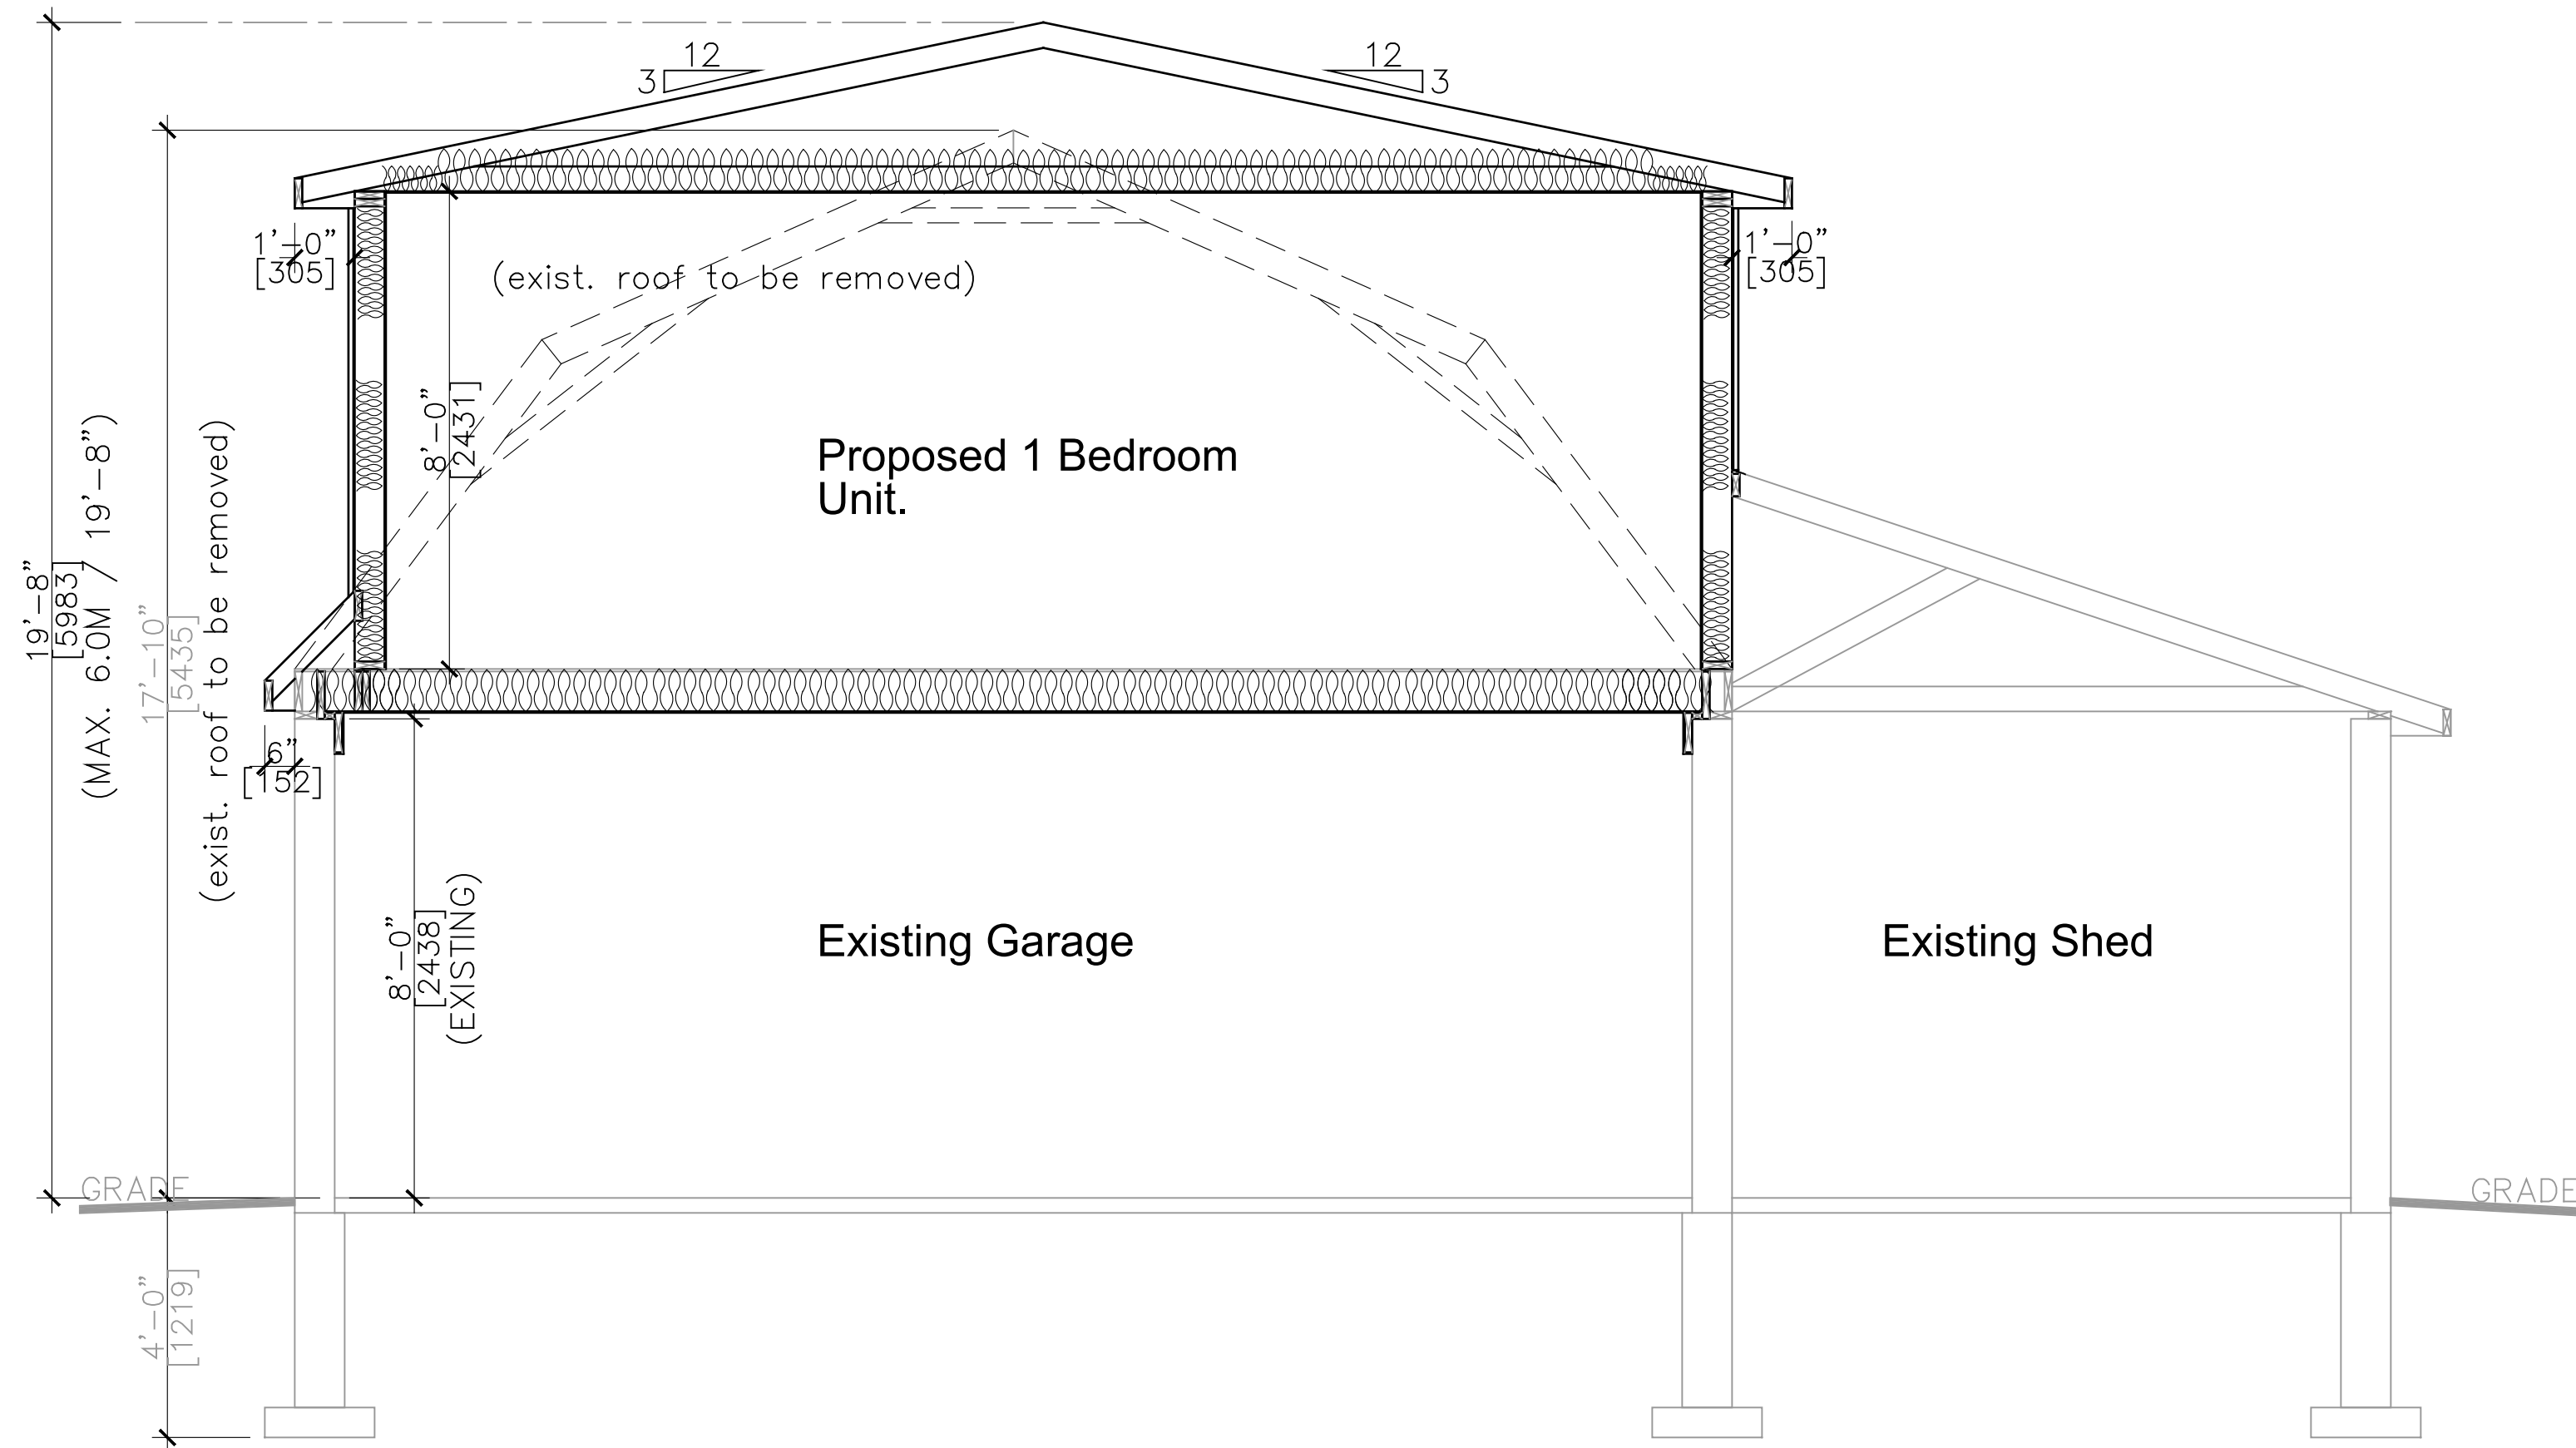 12
3
12
3
1'-0"
[305]
1'-0"
[305]
(exist. roof to be removed)
8'-0"
[2431]
Proposed 1 Bedroom
Unit.
19'-8"
[5983]
(MAX. 6.0M / 19'-8")
17'-10"
[5435]
(exist. roof to be removed)
6"
[152]
8'-0"
[2438]
(EXISTING)
Existing Garage
Existing Shed
GRADE
GRADE
4'-0"
[1219]